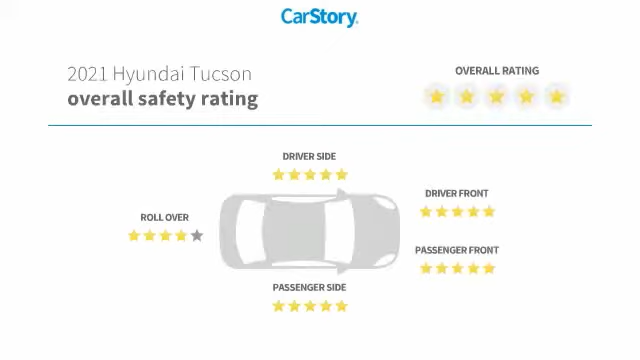 CarStory.
2021 Hyundai Tucson
overall safety rating
OVERALL RATING
DRIVER SIDE
DRIVER FRONT
ROLL OVER
PASSENGER FRONT
PASSENGER SIDE